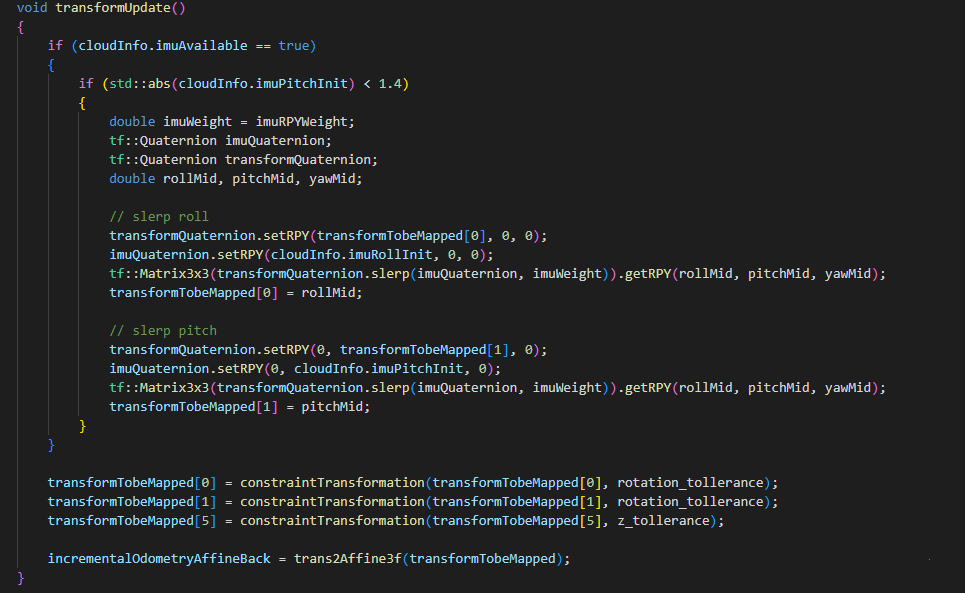 void transformUpdate()
{
    if (cloudInfo.imuAvailable == true)
    {
        if (std::abs(cloudInfo.imuPitchInit) < 1.4)
        {
            double imuWeight = imuRPYWeight;
            tf::Quaternion imuQuaternion;
            tf::Quaternion transformQuaternion;
            double rollMid, pitchMid, yawMid;

            // slerp roll
            transformQuaternion.setRPY(transformTobeMapped[0], 0, 0);
            imuQuaternion.setRPY(cloudInfo.imuRollInit, 0, 0);
            tf::Matrix3x3(transformQuaternion.slerp(imuQuaternion, imuWeight)).getRPY(rollMid, pitchMid, yawMid);
            transformTobeMapped[0] = rollMid;

            // slerp pitch
            transformQuaternion.setRPY(0, transformTobeMapped[1], 0);
            imuQuaternion.setRPY(0, cloudInfo.imuPitchInit, 0);
            tf::Matrix3x3(transformQuaternion.slerp(imuQuaternion, imuWeight)).getRPY(rollMid, pitchMid, yawMid);
            transformTobeMapped[1] = pitchMid;
        }
    }

    transformTobeMapped[0] = constraintTransformation(transformTobeMapped[0], rotation_tollerance);
    transformTobeMapped[1] = constraintTransformation(transformTobeMapped[1], rotation_tollerance);
    transformTobeMapped[5] = constraintTransformation(transformTobeMapped[5], z_tollerance);

    incrementalOdometryAffineBack = trans2Affine3f(transformTobeMapped);
}